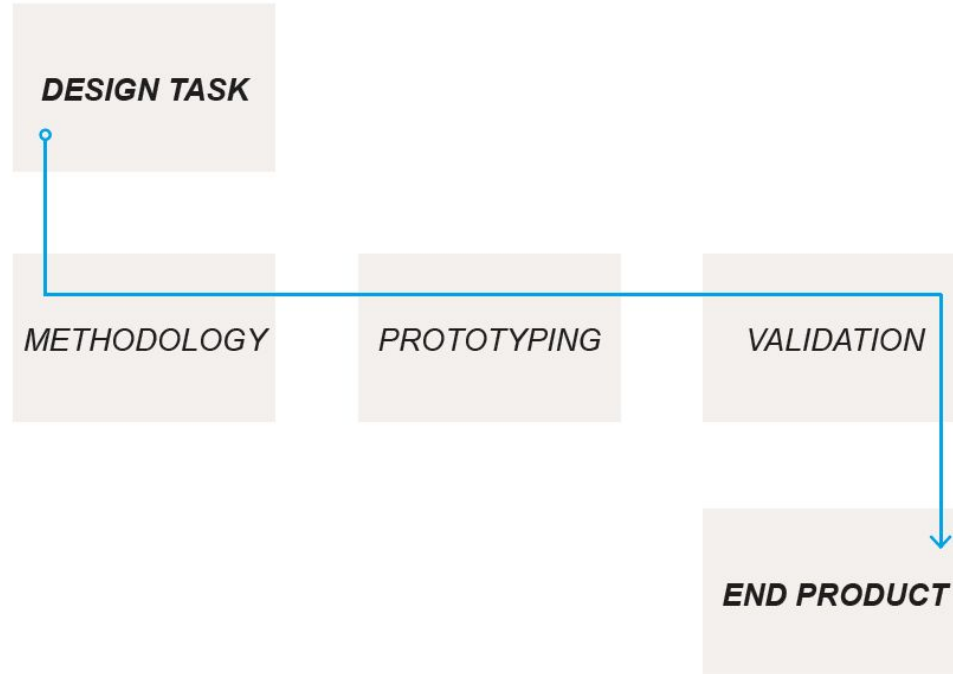 DESIGN TASK
METHODOLOGY
PROTOTYPING
VALIDATION
END PRODUCT